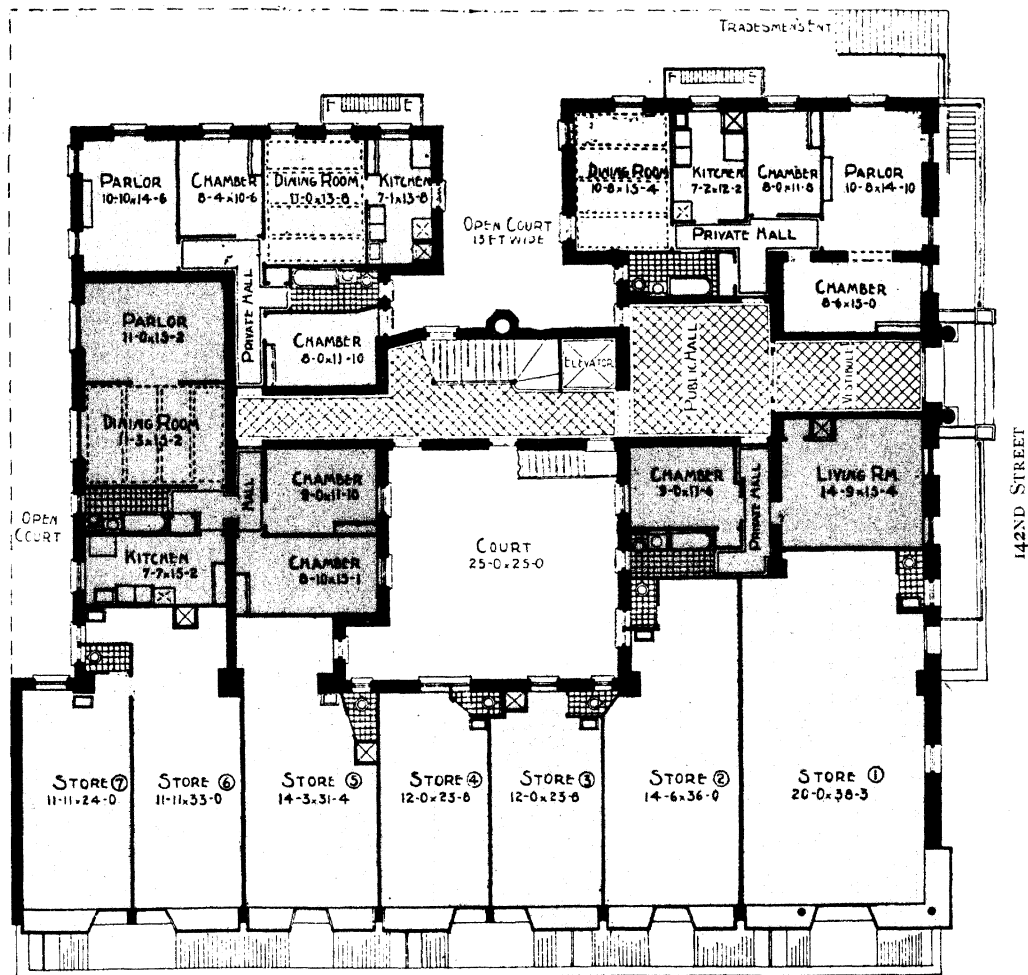 TRADESMENS ENT
F E
F E
PARLOR
10-10x14-6
CHAMBER
8-4x10-6
DINING ROOM
11-0x13-8
KITCHEN
7-1x13-8
OPEN COURT
13 FT WIDE
DINING ROOM
10-8x15-4
KITCHEN
7-2x12-2
CHAMBER
8-0x11-8
PARLOR
10-8x14-10
PRIVATE HALL
CHAMBER
8-6x15-0
PARLOR
11-0x15-2
PRIVATE HALL
CHAMBER
8-0x11-10
ELEVATOR
PUBLIC HALL
VESTIBULE
DINING ROOM
11-3x15-2
HALL
CHAMBER
9-0x11-10
CHAMBER
9-0x11-6
PRIVATE HALL
LIVING RM
14-9x15-4
OPEN
COURT
KITCHEN
7-7x15-2
CHAMBER
8-10x15-1
COURT
25-0x25-0
142ND STREET
STORE 7
11-11x24-0
STORE 6
11-11x33-0
STORE 5
14-3x31-4
STORE 4
12-0x23-8
STORE 3
12-0x23-8
STORE 2
14-6x36-0
STORE 1
20-0x38-3